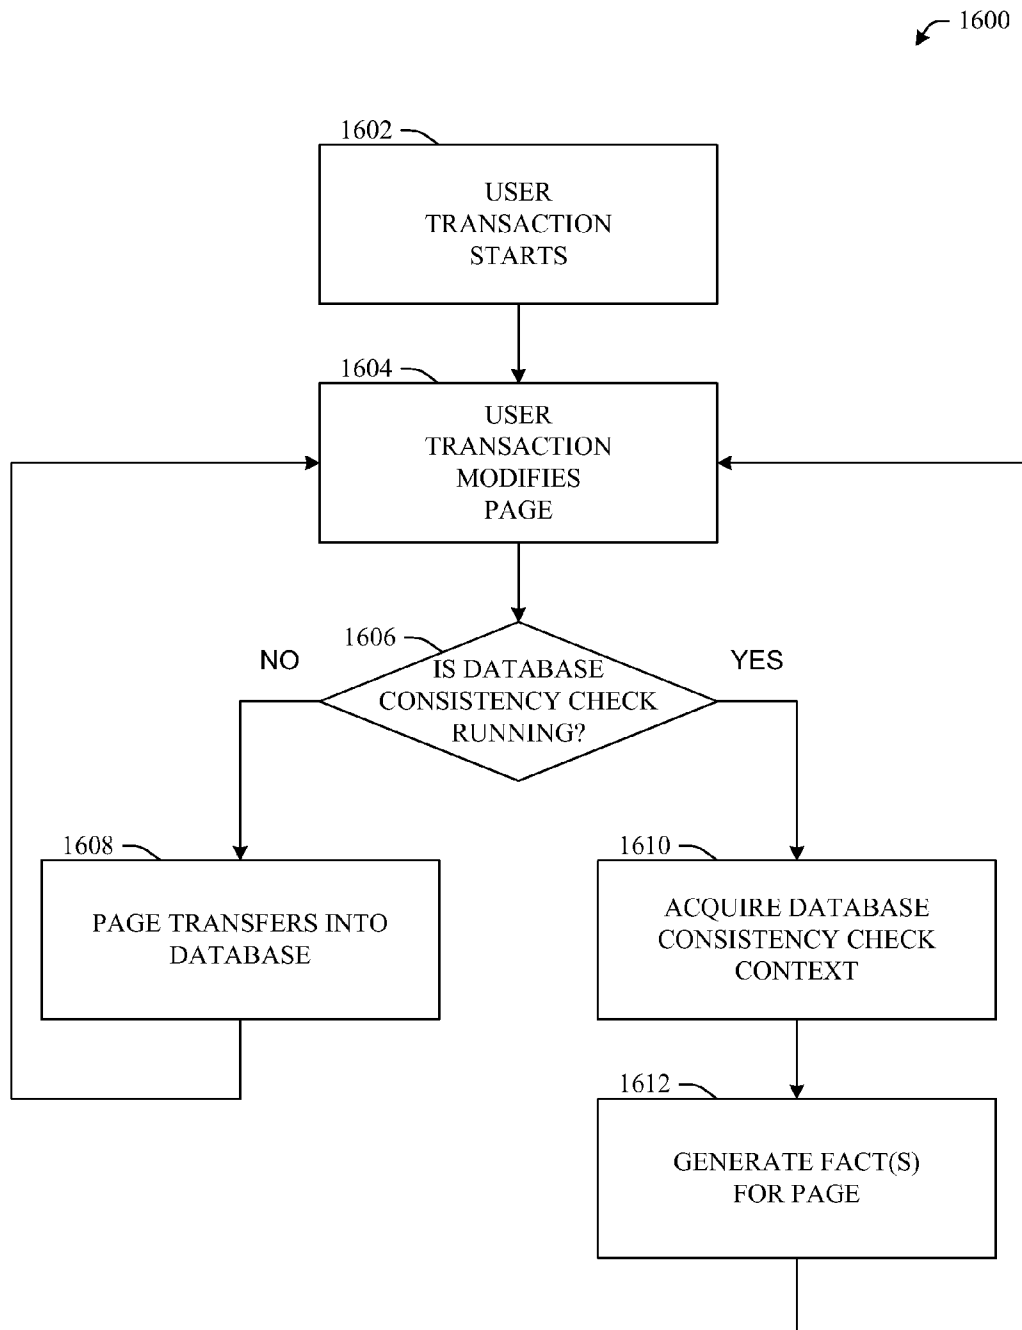 1600
1602
USER
TRANSACTION
STARTS
1604
USER
TRANSACTION
MODIFIES
PAGE
1606
NO
YES
IS DATABASE
CONSISTENCY CHECK
RUNNING?
1608
PAGE TRANSFERS INTO
DATABASE
1610
ACQUIRE DATABASE
CONSISTENCY CHECK
CONTEXT
1612
GENERATE FACT(S)
FOR PAGE